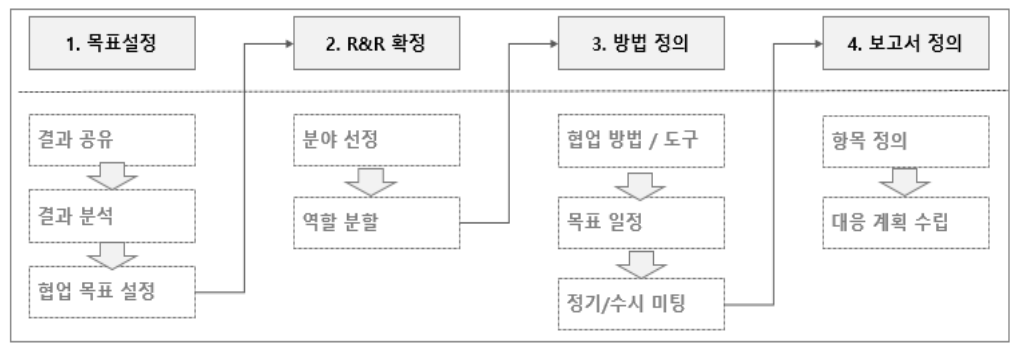 1. 목표설정
2. R&R 확정
3. 방법 정의
4. 보고서 정의
결과 공유
결과 분석
협업 목표 설정
분야 선정
역할 분할
협업 방법 / 도구
목표 일정
정기/수시 미팅
항목 정의
대응 계획 수립